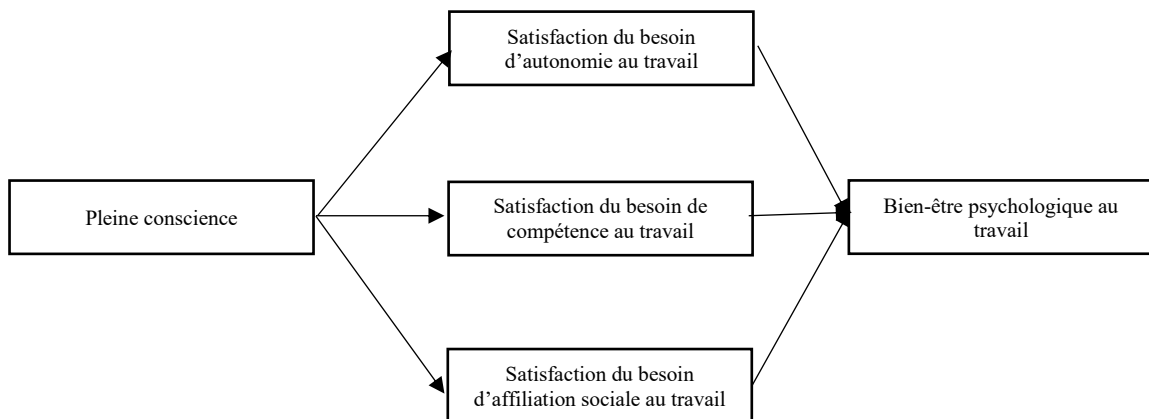 Satisfaction du besoin
d’autonomie au travail
Pleine conscience
Satisfaction du besoin de
compétence au travail
Bien-être psychologique au
travail
Satisfaction du besoin
d’affiliation sociale au travail